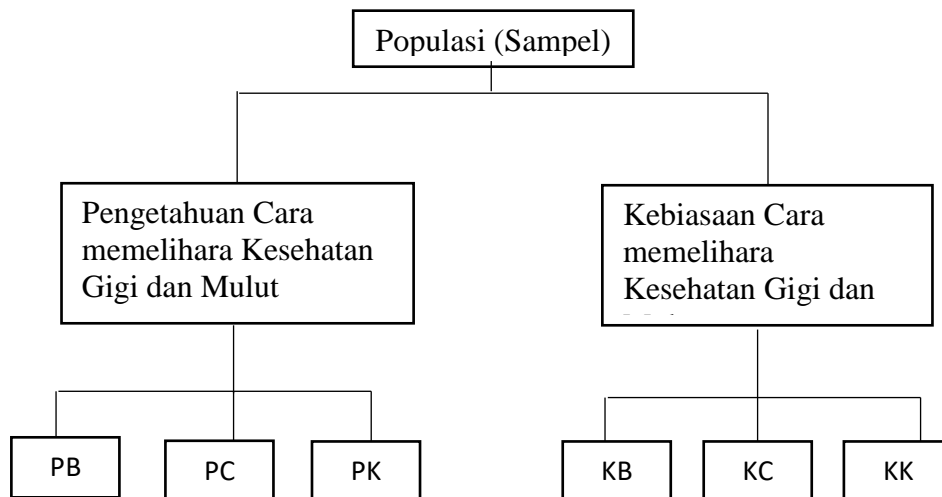 Populasi (Sampel)
Pengetahuan Cara
memelihara Kesehatan
Gigi dan Mulut
Kebiasaan Cara
memelihara
Kesehatan Gigi dan
PB
PC
PK
KB
KC
KK